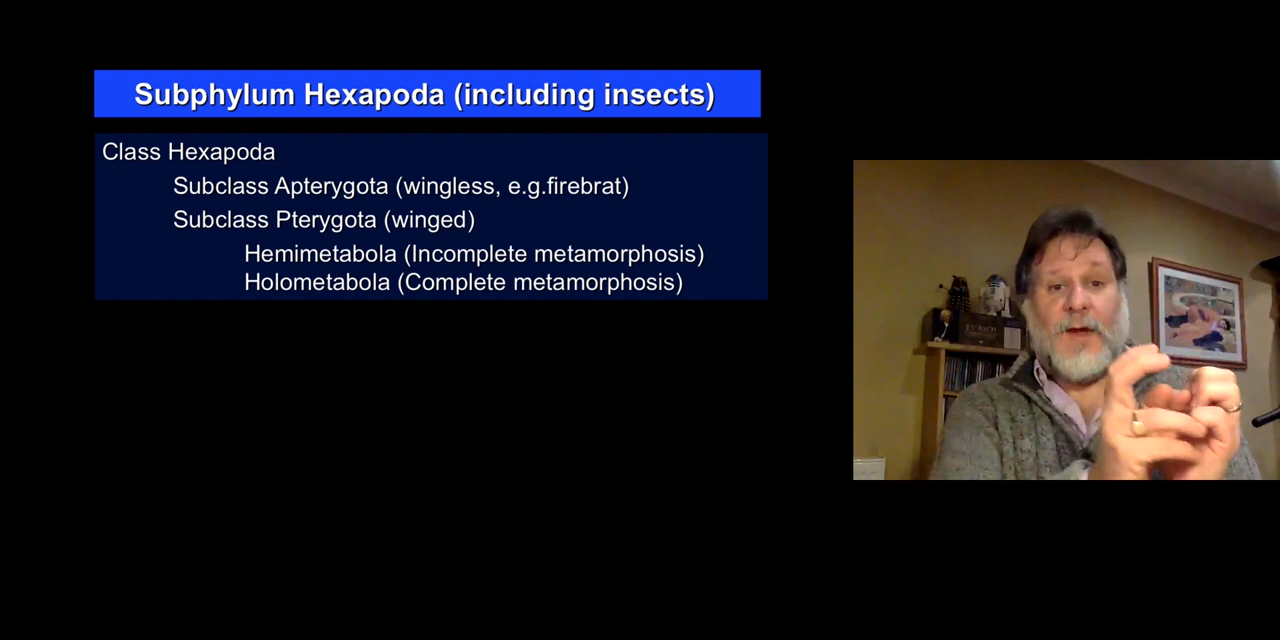 Subphylum Hexapoda (including insects)
Class Hexapoda
Subclass Apterygota (wingless, e.g.firebrat)
Subclass Pterygota (winged)
Hemimetabola (Incomplete metamorphosis)
Holometabola (Complete metamorphosis)